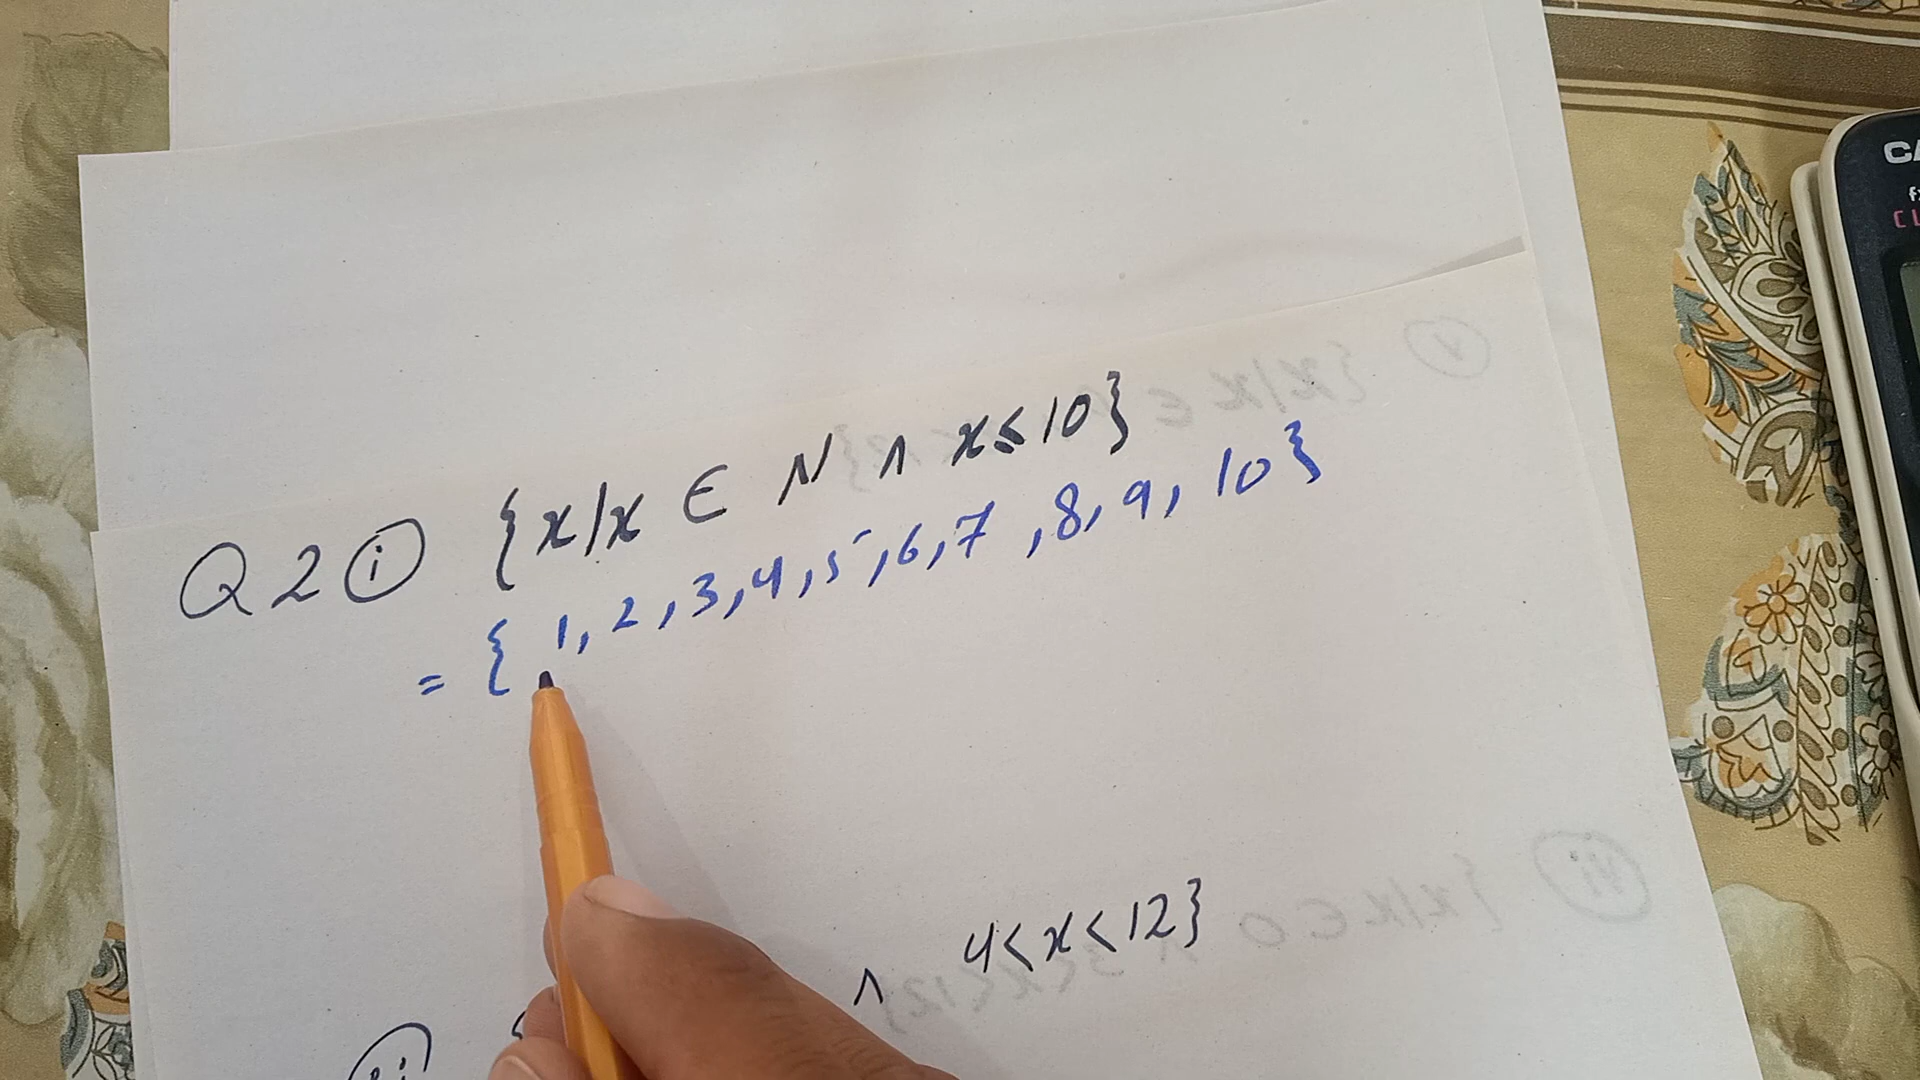 Q2 (i) {x/x ∈ N ∧ x≤10}
= { 1, 2, 3, 4, 5, 6, 7, 8, 9, 10}
∧ 4<x<12}